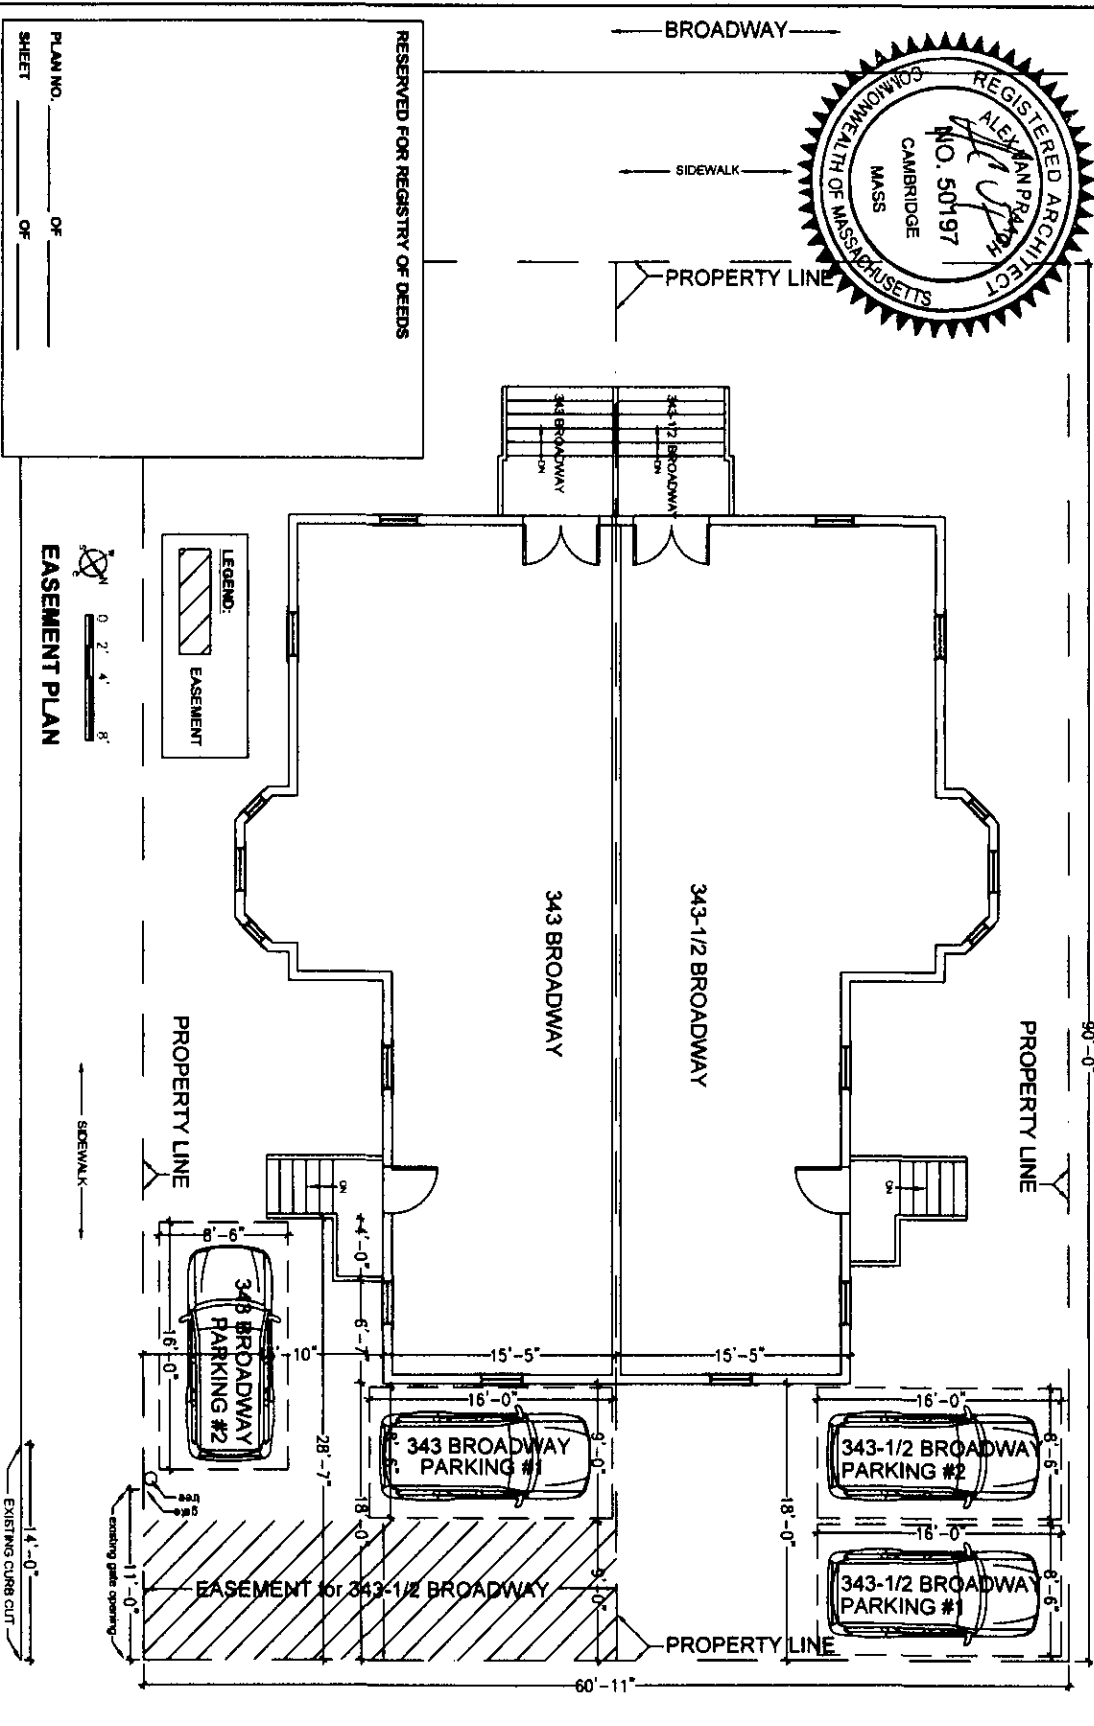 BROADWAY
REGISTERED ARCHITECT
COMMONWEALTH OF MASSACHUSETTS
NO. 50197
CAMBRIDGE
MASS
SIDEWALK
PROPERTY LINE
RESERVED FOR REGISTRY OF DEEDS
PLAN NO. OF
SHEET OF
343 BROADWAY
DN
343-1/2 BROADWAY
DN
LEGEND:
EASEMENT
0 2' 4' 8'
EASEMENT PLAN
343-1/2 BROADWAY
343 BROADWAY
90'-0"
PROPERTY LINE
PROPERTY LINE
SIDEWALK
DN
DN
8'-6"
16'-0"
343 BROADWAY
PARKING #2
10"
4'-0"
6'-7"
28'-7"
15'-5"
15'-5"
16'-0"
8'-6"
343 BROADWAY
PARKING #1
9'-0"
18'-0"
18'-0"
16'-0"
8'-6"
343-1/2 BROADWAY
PARKING #2
16'-0"
8'-6"
343-1/2 BROADWAY
PARKING #1
tree
gate
existing gate opening
11'-0"
14'-0"
EXISTING CURB CUT
EASEMENT for 343-1/2 BROADWAY
9'-0"
PROPERTY LINE
60'-11"